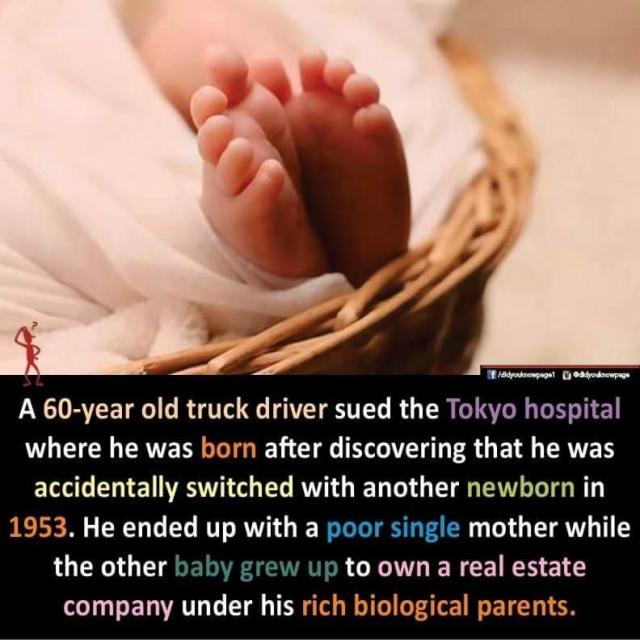 ?
/didyouknowpage1 @didyouknowpage
A 60-year old truck driver sued the Tokyo hospital
where he was born after discovering that he was
accidentally switched with another newborn in
1953. He ended up with a poor single mother while
the other baby grew up to own a real estate
company under his rich biological parents.